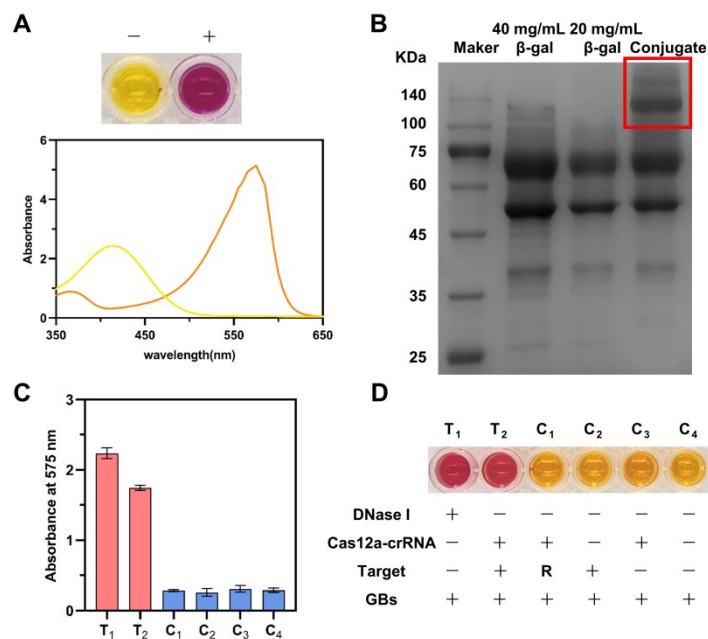 A
− +
Absorbance
6
4
2
0
350 450 550 650
wavelength(nm)
B
40 mg/mL 20 mg/mL
KDa Maker β-gal β-gal Conjugate
140
100
75
60
45
35
25
C
Absorbance at 575 nm
3
2
1
0
T₁ T₂ C₁ C₂ C₃ C₄
D
T₁ T₂ C₁ C₂ C₃ C₄
DNase I + − − − − −
Cas12a-crRNA − + + − + −
Target − + R + − −
GBs + + + + + +